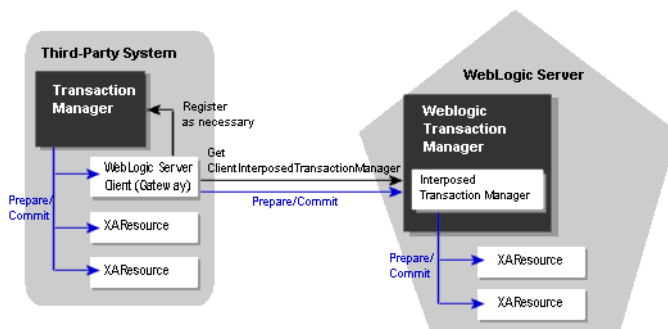 Third-Party System
Transaction
Manager
Register
as necessary
WebLogic Server
Client (Gateway)
Prepare/
Commit
XAResource
XAResource
Get
ClientInterposedTransactionManager
Prepare/Commit
WebLogic Server
Weblogic
Transaction
Manager
Interposed
Transaction Manager
Prepare/
Commit
XAResource
XAResource